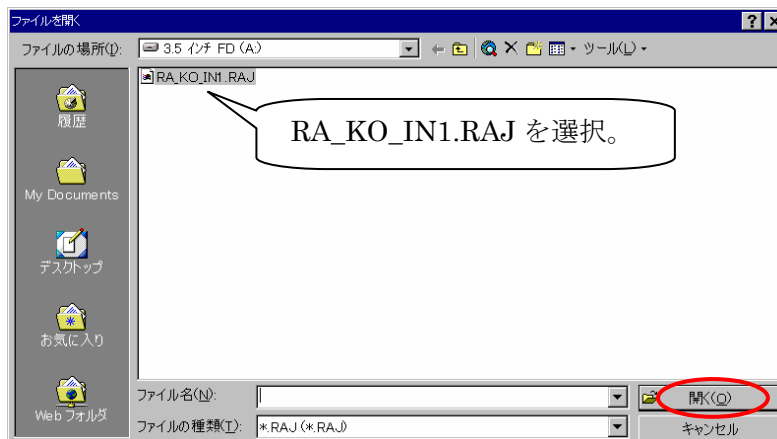 ファイルを開く
ファイルの場所(I): 3.5 インチ FD (A:) ツール(L)
RA_KO_IN1.RAJ
RA_KO_IN1.RAJ を選択。
履歴
My Documents
デスクトップ
お気に入り
Web フォルダ
ファイル名(N): 開く(O)
ファイルの種類(T): *.RAJ (*.RAJ) キャンセル